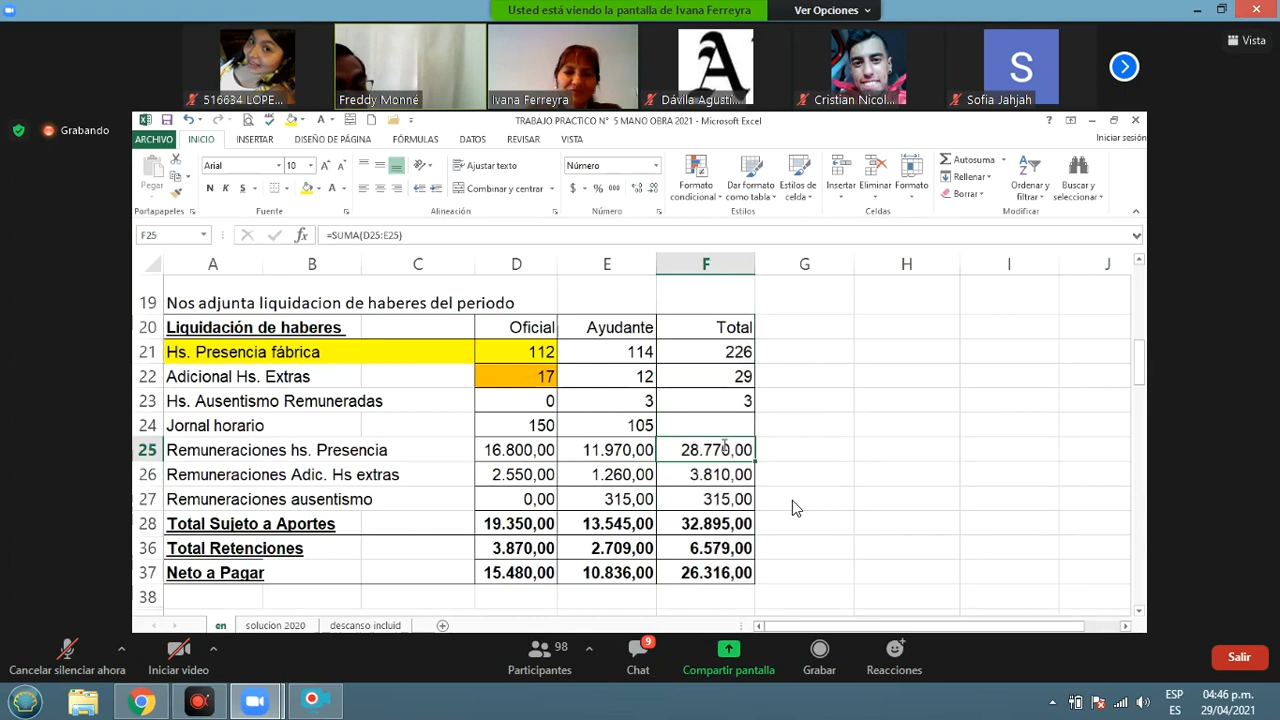 Usted está viendo la pantalla de Ivana Ferreyra
Ver Opciones
Vista
516634 LOPE...
Freddy Monné
Ivana Ferreyra
A
Dávila Agusti...
Cristian Nicol...
S
Sofia Jahjah
Grabando
TRABAJO PRACTICO N° 5 MANO OBRA 2021 - Microsoft Excel
ARCHIVO INICIO INSERTAR DISEÑO DE PÁGINA FÓRMULAS DATOS REVISAR VISTA Iniciar sesión
Pegar
Arial 10
N K S
Ajustar texto
Combinar y centrar
Número
$ % 000
Formato condicional
Dar formato como tabla
Estilos de celda
Insertar Eliminar Formato
Autosuma
Rellenar
Borrar
Ordenar y filtrar
Buscar y seleccionar
Portapapeles Fuente Alineación Número Estilos Celdas Modificar
F25 fx =SUMA(D25:E25)
A B C D E F G H I J
19 Nos adjunta liquidacion de haberes del periodo
20 Liquidación de haberes Oficial Ayudante Total
21 Hs. Presencia fábrica 112 114 226
22 Adicional Hs. Extras 17 12 29
23 Hs. Ausentismo Remuneradas 0 3 3
24 Jornal horario 150 105
25 Remuneraciones hs. Presencia 16.800,00 11.970,00 28.770,00
26 Remuneraciones Adic. Hs extras 2.550,00 1.260,00 3.810,00
27 Remuneraciones ausentismo 0,00 315,00 315,00
28 Total Sujeto a Aportes 19.350,00 13.545,00 32.895,00
36 Total Retenciones 3.870,00 2.709,00 6.579,00
37 Neto a Pagar 15.480,00 10.836,00 26.316,00
38
en solucion 2020 descanso incluid
Cancelar silenciar ahora
Iniciar video
98
Participantes
9
Chat
Compartir pantalla
Grabar
Reacciones
Salir
ESP
ES
04:46 p.m.
29/04/2021